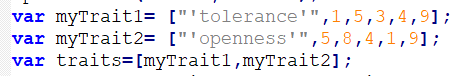 var myTrait1= ["'tolerance'",1,5,3,4,9];
var myTrait2= ["'openness'",5,8,4,1,9];
var traits=[myTrait1,myTrait2];